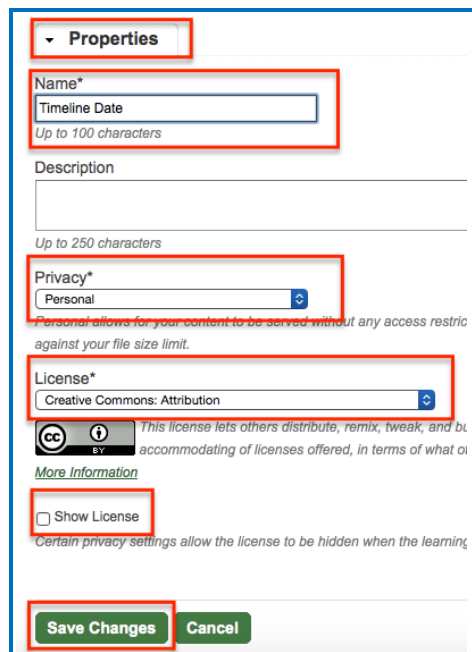 Properties
Name*
Timeline Date
Up to 100 characters
Description
Up to 250 characters
Privacy*
Personal
Personal allows for your content to be served without any access restric
against your file size limit.
License*
Creative Commons: Attribution
cc BY This license lets others distribute, remix, tweak, and bu
accommodating of licenses offered, in terms of what ot
More Information
Show License
Certain privacy settings allow the license to be hidden when the learning
Save Changes Cancel